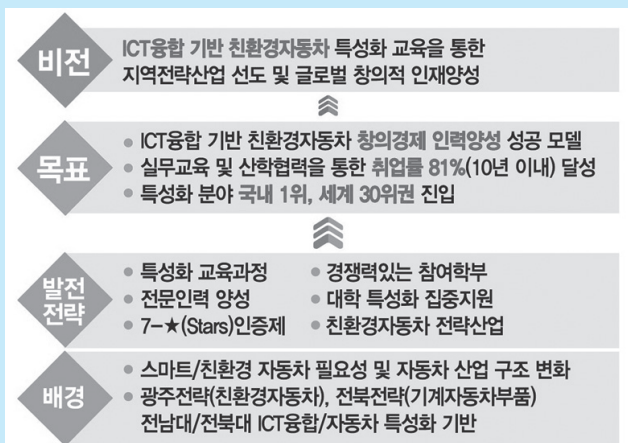 비전
ICT융합 기반 친환경자동차 특성화 교육을 통한
지역전략산업 선도 및 글로벌 창의적 인재양성
목표
• ICT융합 기반 친환경자동차 창의경제 인력양성 성공 모델
• 실무교육 및 산학협력을 통한 취업률 81%(10년 이내) 달성
• 특성화 분야 국내 1위, 세계 30위권 진입
발전
전략
• 특성화 교육과정 • 경쟁력있는 참여학부
• 전문인력 양성 • 대학 특성화 집중지원
• 7-★(Stars)인증제 • 친환경자동차 전략산업
배경
• 스마트/친환경 자동차 필요성 및 자동차 산업 구조 변화
• 광주전략(친환경자동차), 전북전략(기계자동차부품)
전남대/전북대 ICT융합/자동차 특성화 기반